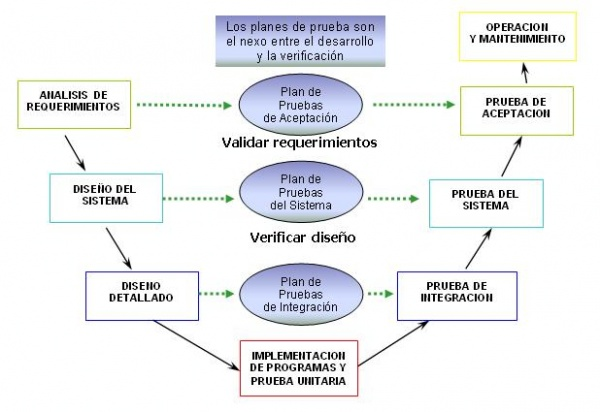 Los planes de prueba son
el nexo entre el desarrollo
y la verificación
OPERACION
Y MANTENIMIENTO
ANALISIS DE
REQUERIMIENTOS
Plan de
Pruebas
de Aceptación
PRUEBA DE
ACEPTACION
Validar requerimientos
DISEÑO DEL
SISTEMA
Plan de
Pruebas
del Sistema
PRUEBA DEL
SISTEMA
Verificar diseño
DISENO
DETALLADO
Plan de
Pruebas
de Integración
PRUEBA DE
INTEGRACION
IMPLEMENTACION
DE PROGRAMAS Y
PRUEBA UNITARIA